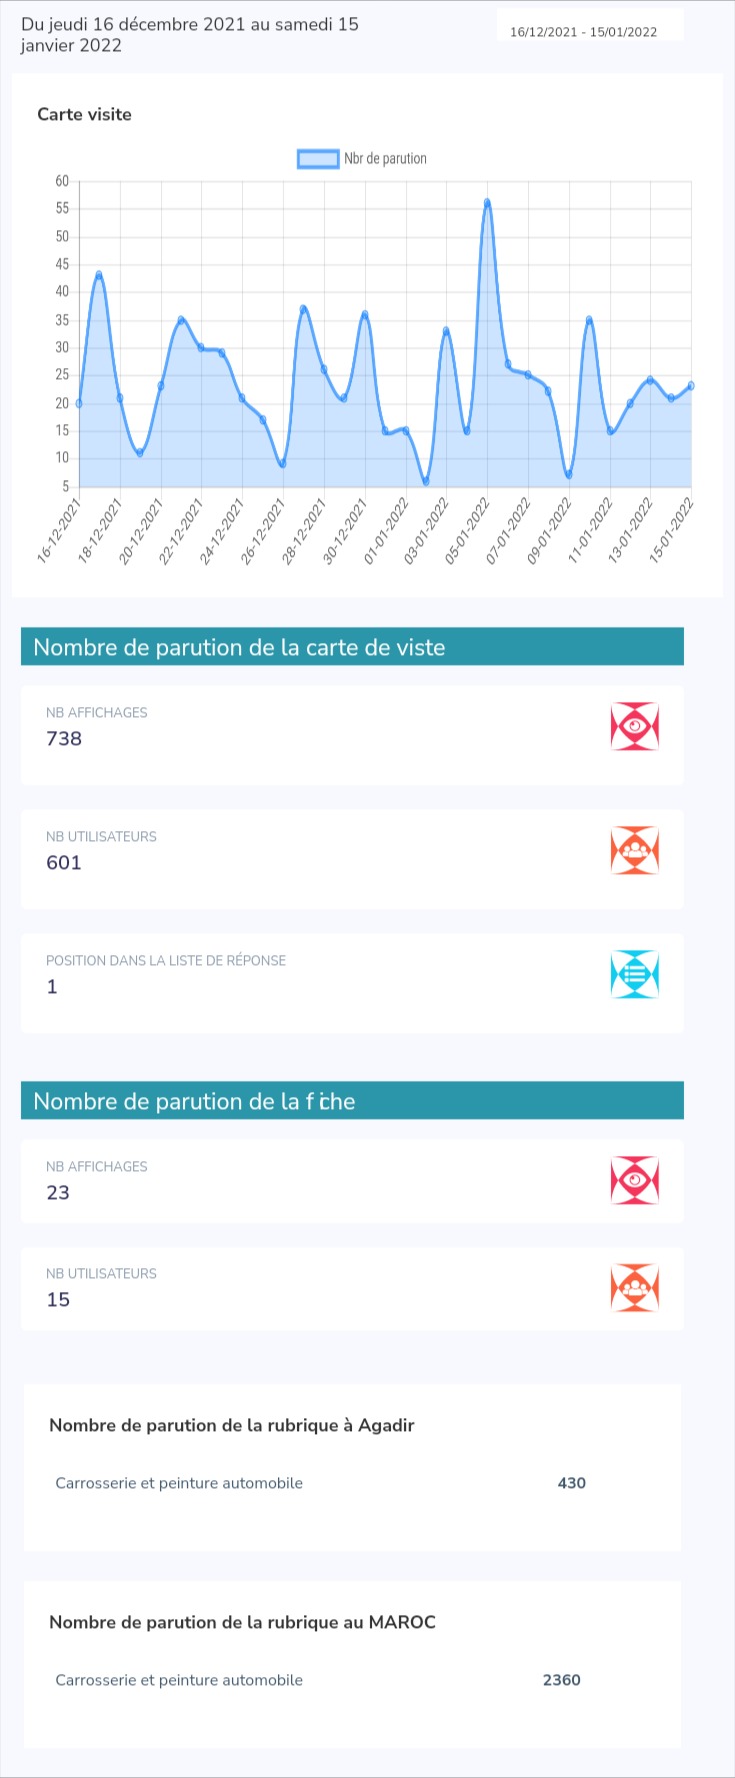 Du jeudi 16 décembre 2021 au samedi 15
janvier 2022
16/12/2021 - 15/01/2022
Carte visite
Nbr de parution
60
55
50
45
40
35
30
25
20
15
10
5
16-12-2021
18-12-2021
20-12-2021
22-12-2021
24-12-2021
26-12-2021
28-12-2021
30-12-2021
01-01-2022
03-01-2022
05-01-2022
07-01-2022
09-01-2022
11-01-2022
13-01-2022
15-01-2022
Nombre de parution de la carte de viste
NB AFFICHAGES
738
NB UTILISATEURS
601
POSITION DANS LA LISTE DE RÉPONSE
1
Nombre de parution de la fiche
NB AFFICHAGES
23
NB UTILISATEURS
15
Nombre de parution de la rubrique à Agadir
Carrosserie et peinture automobile 430
Nombre de parution de la rubrique au MAROC
Carrosserie et peinture automobile 2360